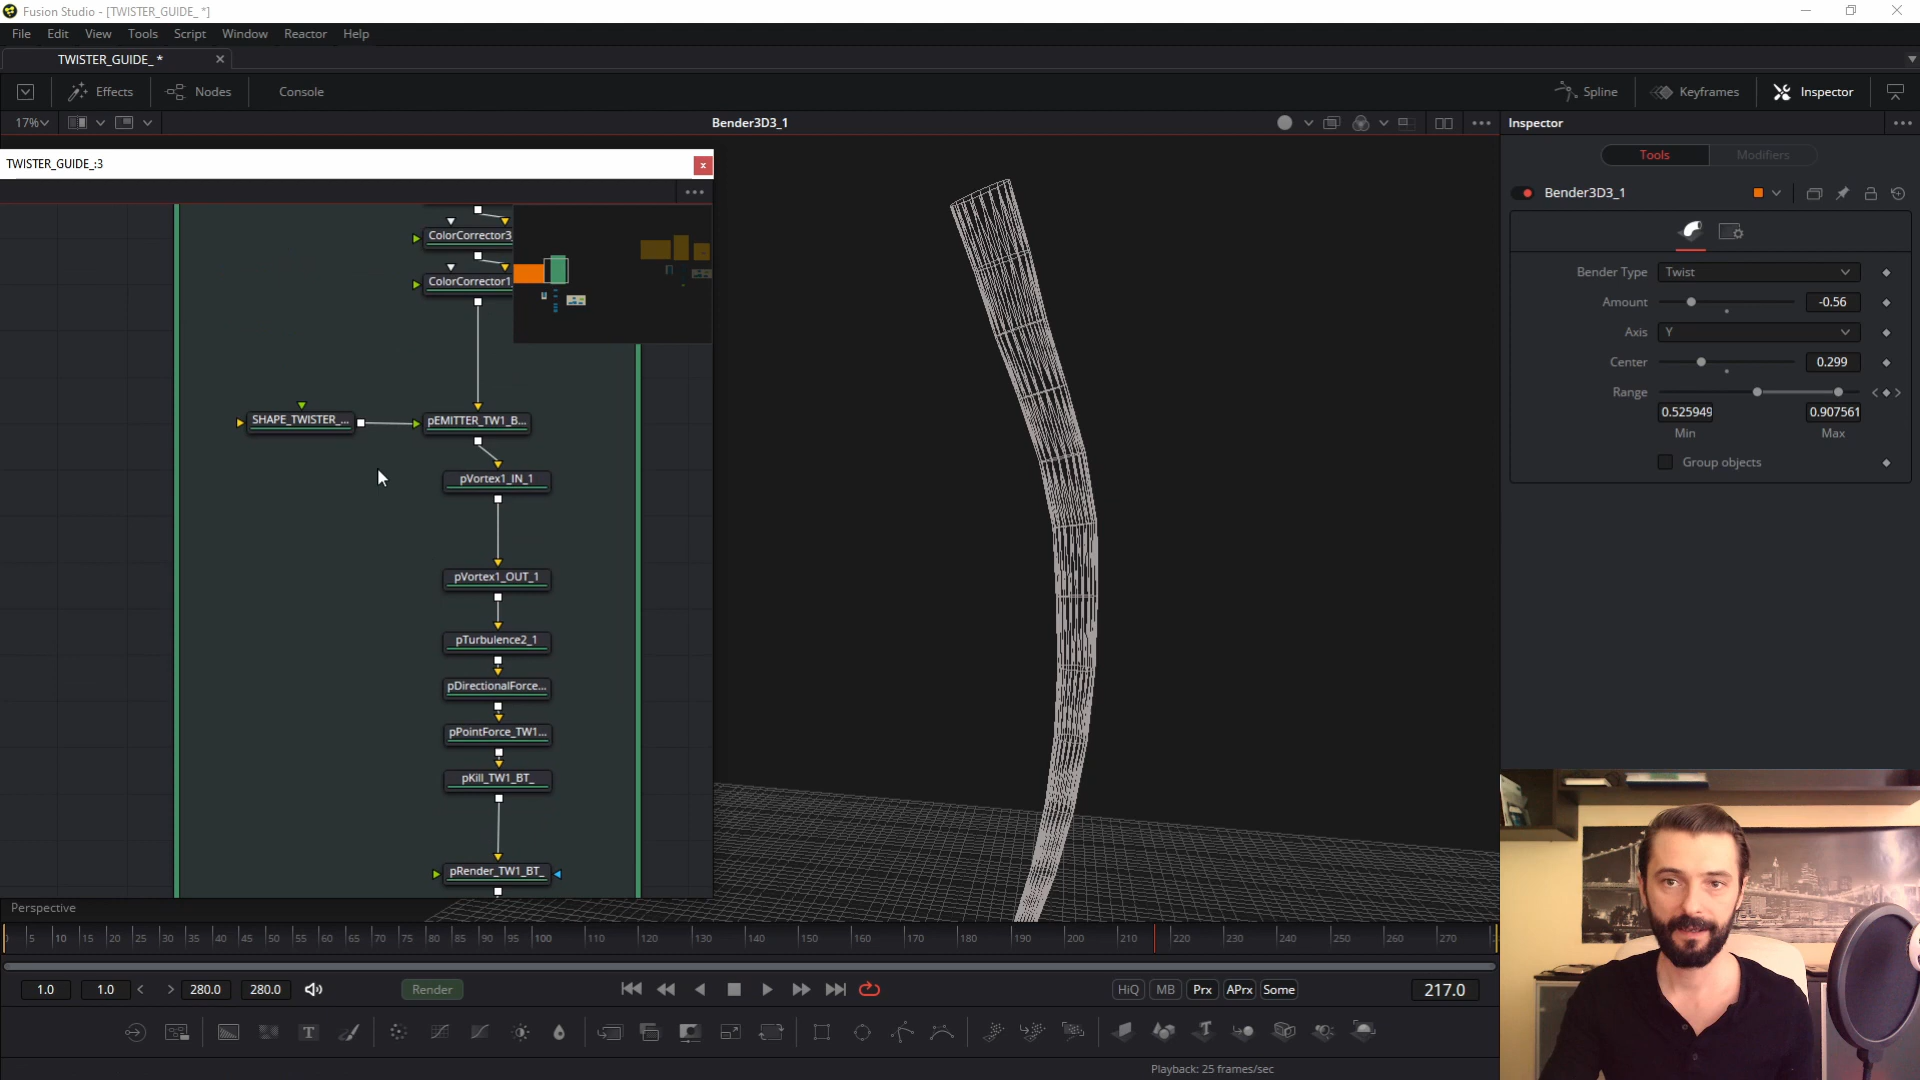 Fusion Studio - [TWISTER_GUIDE_ *]
File Edit View Tools Script Window Reactor Help
TWISTER_GUIDE_ *
Effects Nodes Console Spline Keyframes Inspector
17% Bender3D3_1 Inspector
TWISTER_GUIDE_:3
Tools Modifiers
Bender3D3_1
ColorCorrector3_
ColorCorrector1_
Bender Type Twist
Amount -0.56
Axis Y
Center 0.299
Range
0.525949 0.907561
Min Max
Group objects
SHAPE_TWISTER_... pEMITTER_TW1_B...
pVortex1_IN_1
pVortex1_OUT_1
pTurbulence2_1
pDirectionalForce...
pPointForce_TW1...
pKill_TW1_BT_
pRender_TW1_BT_
Perspective
5 10 15 20 25 30 35 40 45 50 55 60 65 70 75 80 85 90 95 100 110 120 130 140 150 160 170 180 190 200 210 220 230 240 250 260 270
1.0 1.0 < > 280.0 280.0 Render HiQ MB Prx APrx Some 217.0
T
T
Playback: 25 frames/sec